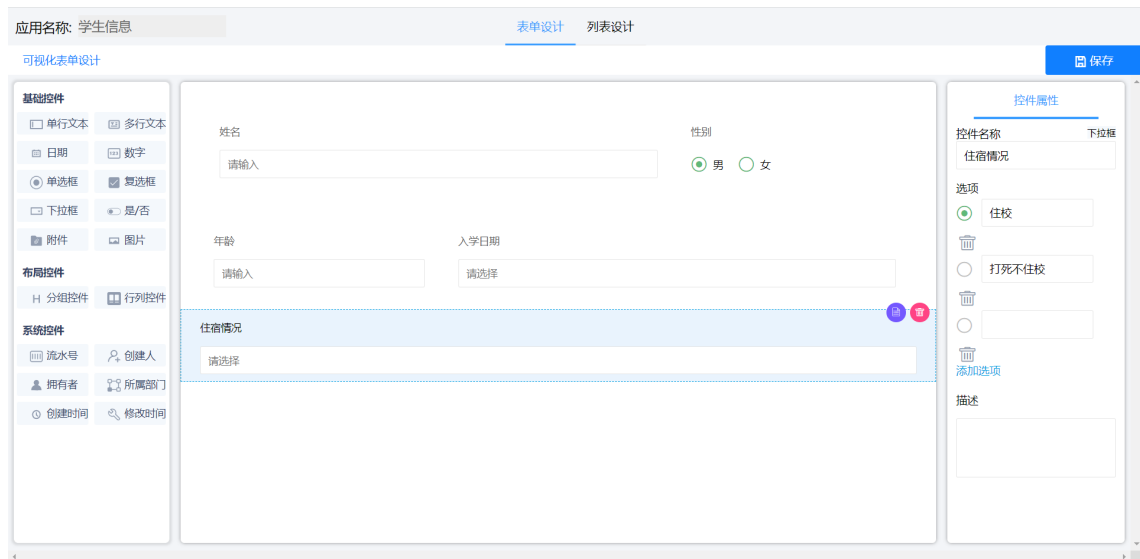 应用名称: 学生信息
表单设计 列表设计
可视化表单设计
保存
基础控件
单行文本 多行文本
日期 数字
单选框 复选框
下拉框 是/否
附件 图片
布局控件
H 分组控件 行列控件
系统控件
流水号 创建人
拥有者 所属部门
创建时间 修改时间
姓名 性别
请输入 男 女
年龄 入学日期
请输入 请选择
住宿情况
请选择
控件属性
控件名称 下拉框
住宿情况
选项
住校
打死不住校
添加选项
描述